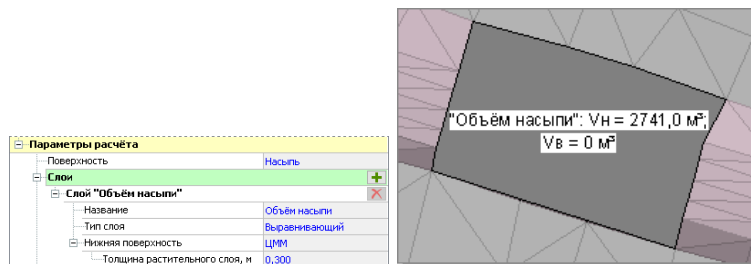 Параметры расчёта
Поверхность Насыпь
Слои
Слой "Объём насыпи"
Название Объём насыпи
Тип слоя Выравнивающий
Нижняя поверхность ЦММ
Толщина растительного слоя, м 0,300
"Объём насыпи": Vн = 2741,0 м³;
Vв = 0 м³